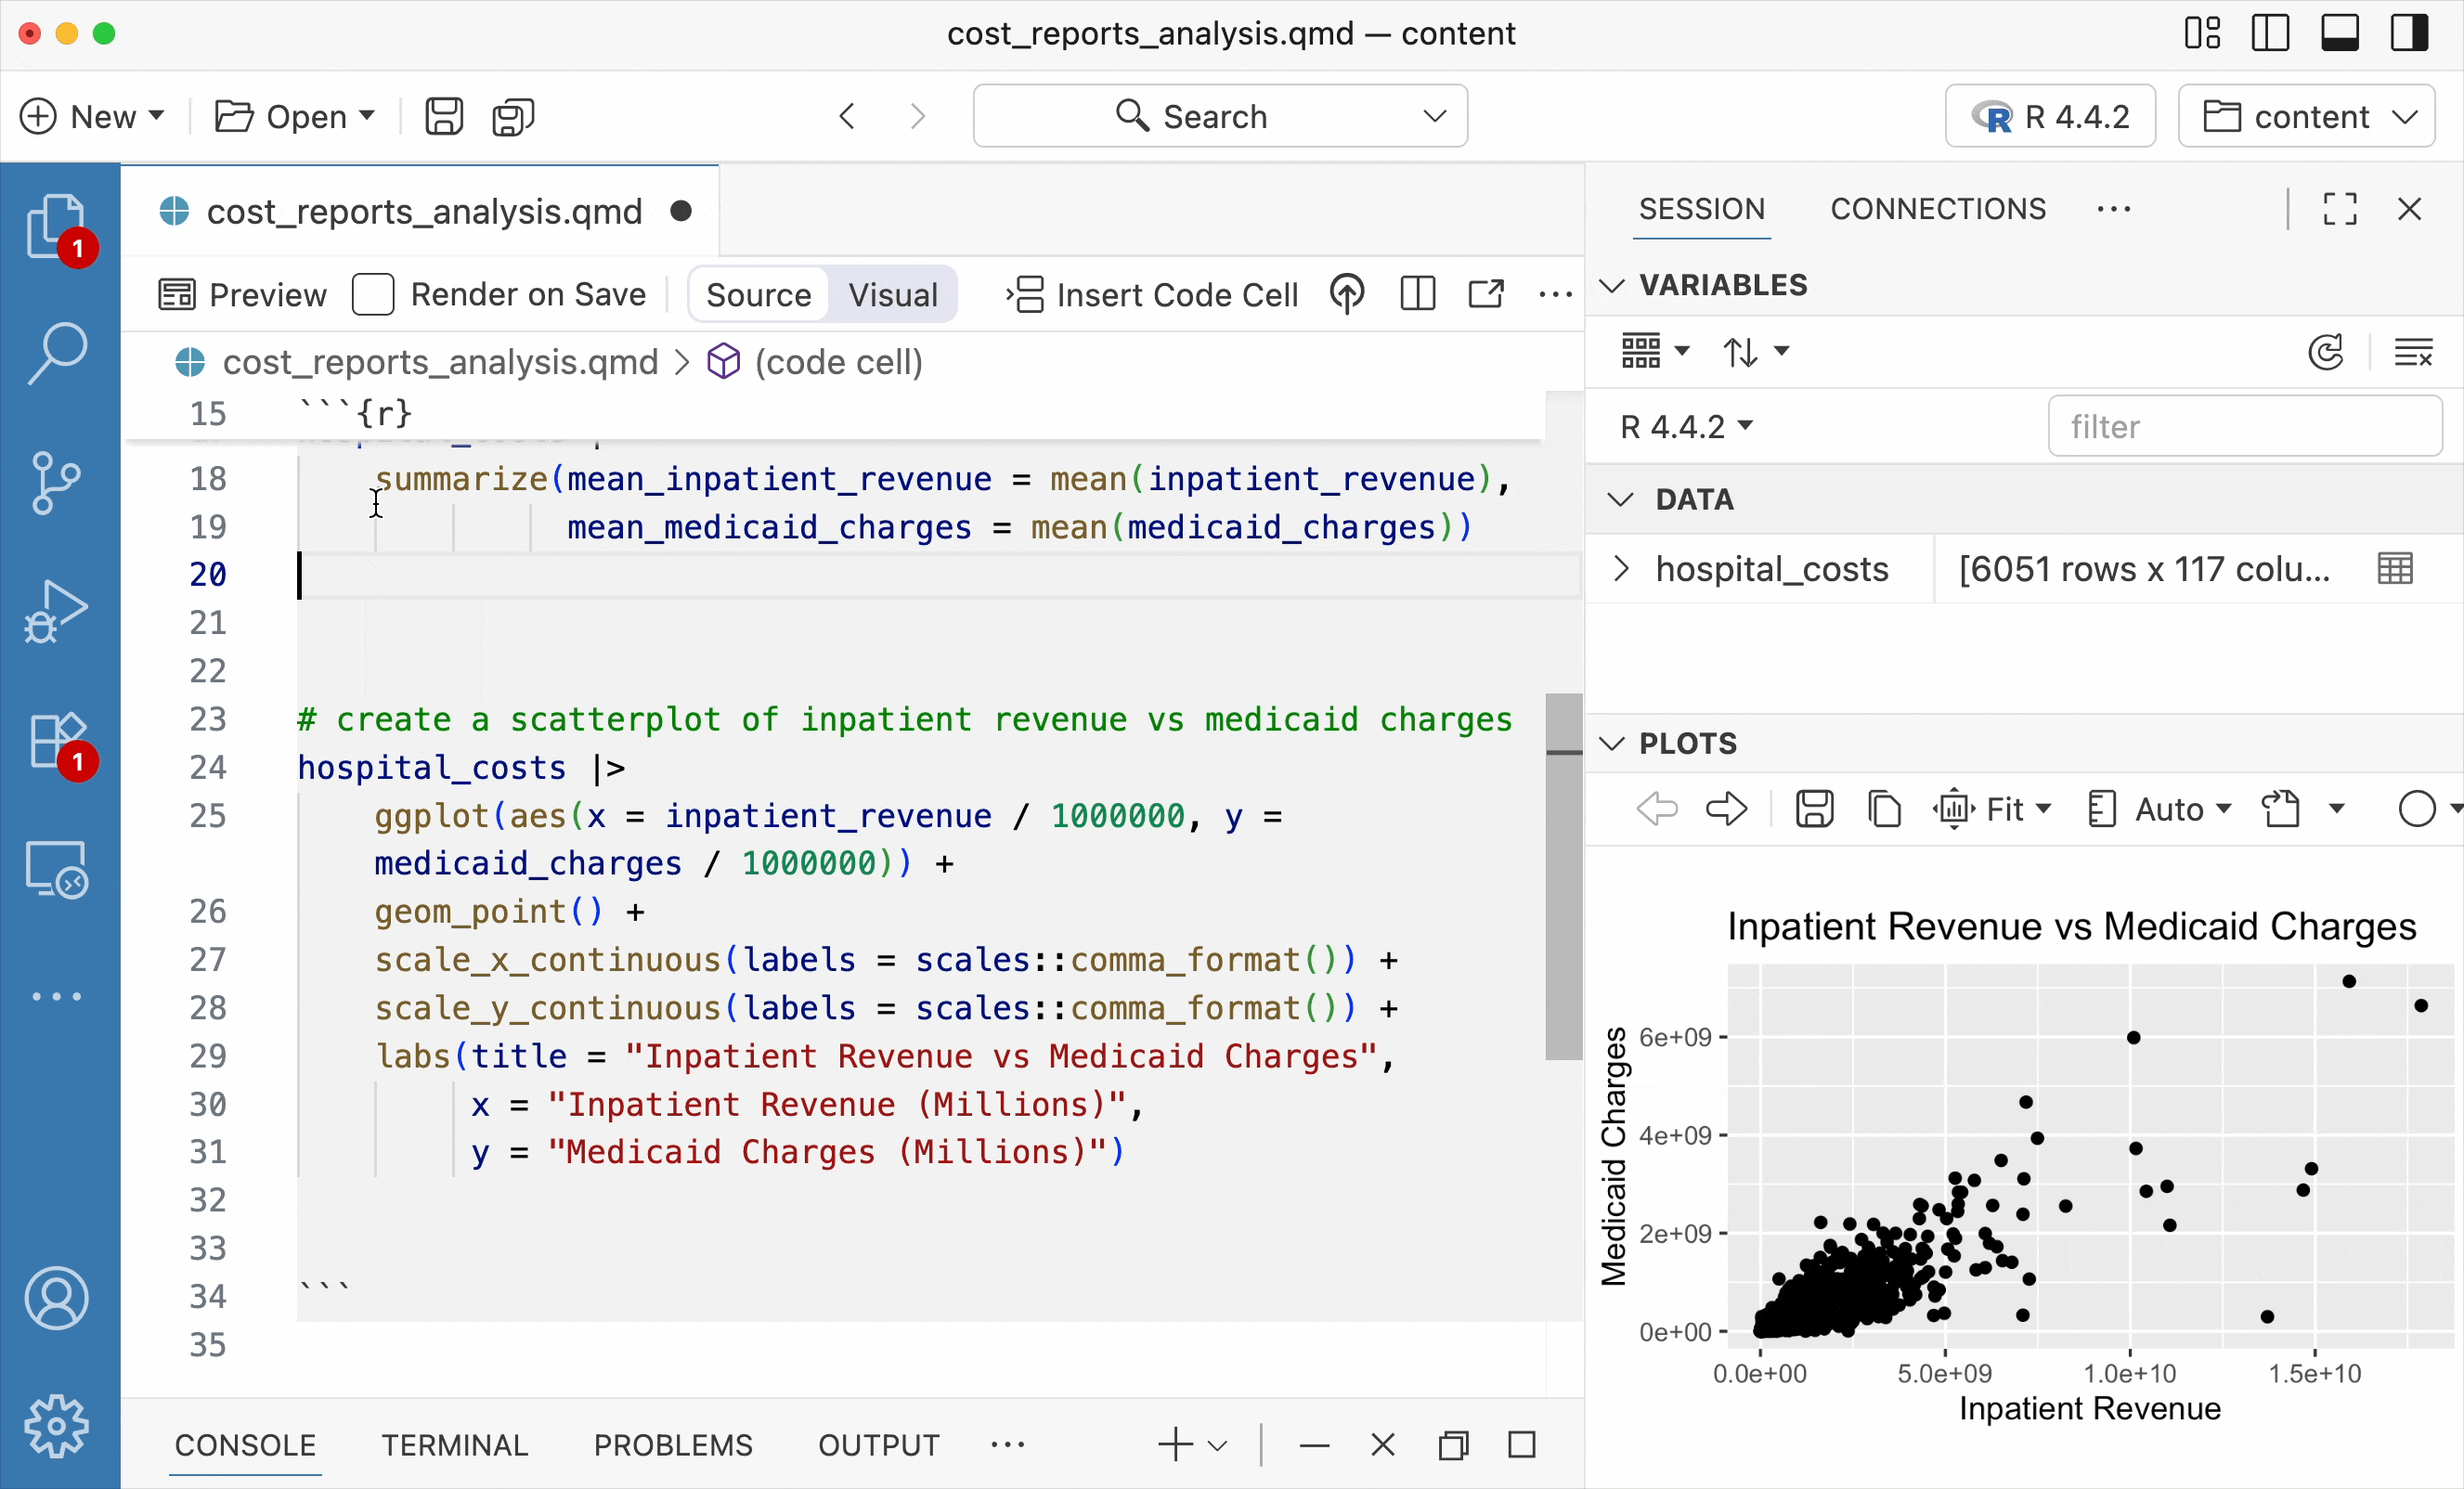 cost_reports_analysis.qmd — content
New
Open
Search
R 4.4.2
content
1
1
cost_reports_analysis.qmd
Preview
Render on Save
Source
Visual
Insert Code Cell
cost_reports_analysis.qmd > (code cell)
15 ```{r}
18 summarize(mean_inpatient_revenue = mean(inpatient_revenue),
19 mean_medicaid_charges = mean(medicaid_charges))
20
21
22
23 # create a scatterplot of inpatient revenue vs medicaid charges
24 hospital_costs |>
25 ggplot(aes(x = inpatient_revenue / 1000000, y =
medicaid_charges / 1000000)) +
26 geom_point() +
27 scale_x_continuous(labels = scales::comma_format()) +
28 scale_y_continuous(labels = scales::comma_format()) +
29 labs(title = "Inpatient Revenue vs Medicaid Charges",
30 x = "Inpatient Revenue (Millions)",
31 y = "Medicaid Charges (Millions)")
32
33
34 ```
35
CONSOLE
TERMINAL
PROBLEMS
OUTPUT
SESSION
CONNECTIONS
VARIABLES
R 4.4.2
filter
DATA
hospital_costs
[6051 rows x 117 colu...
PLOTS
Fit
Auto
Inpatient Revenue vs Medicaid Charges
Medicaid Charges
6e+09
4e+09
2e+09
0e+00
0.0e+00
5.0e+09
1.0e+10
1.5e+10
Inpatient Revenue